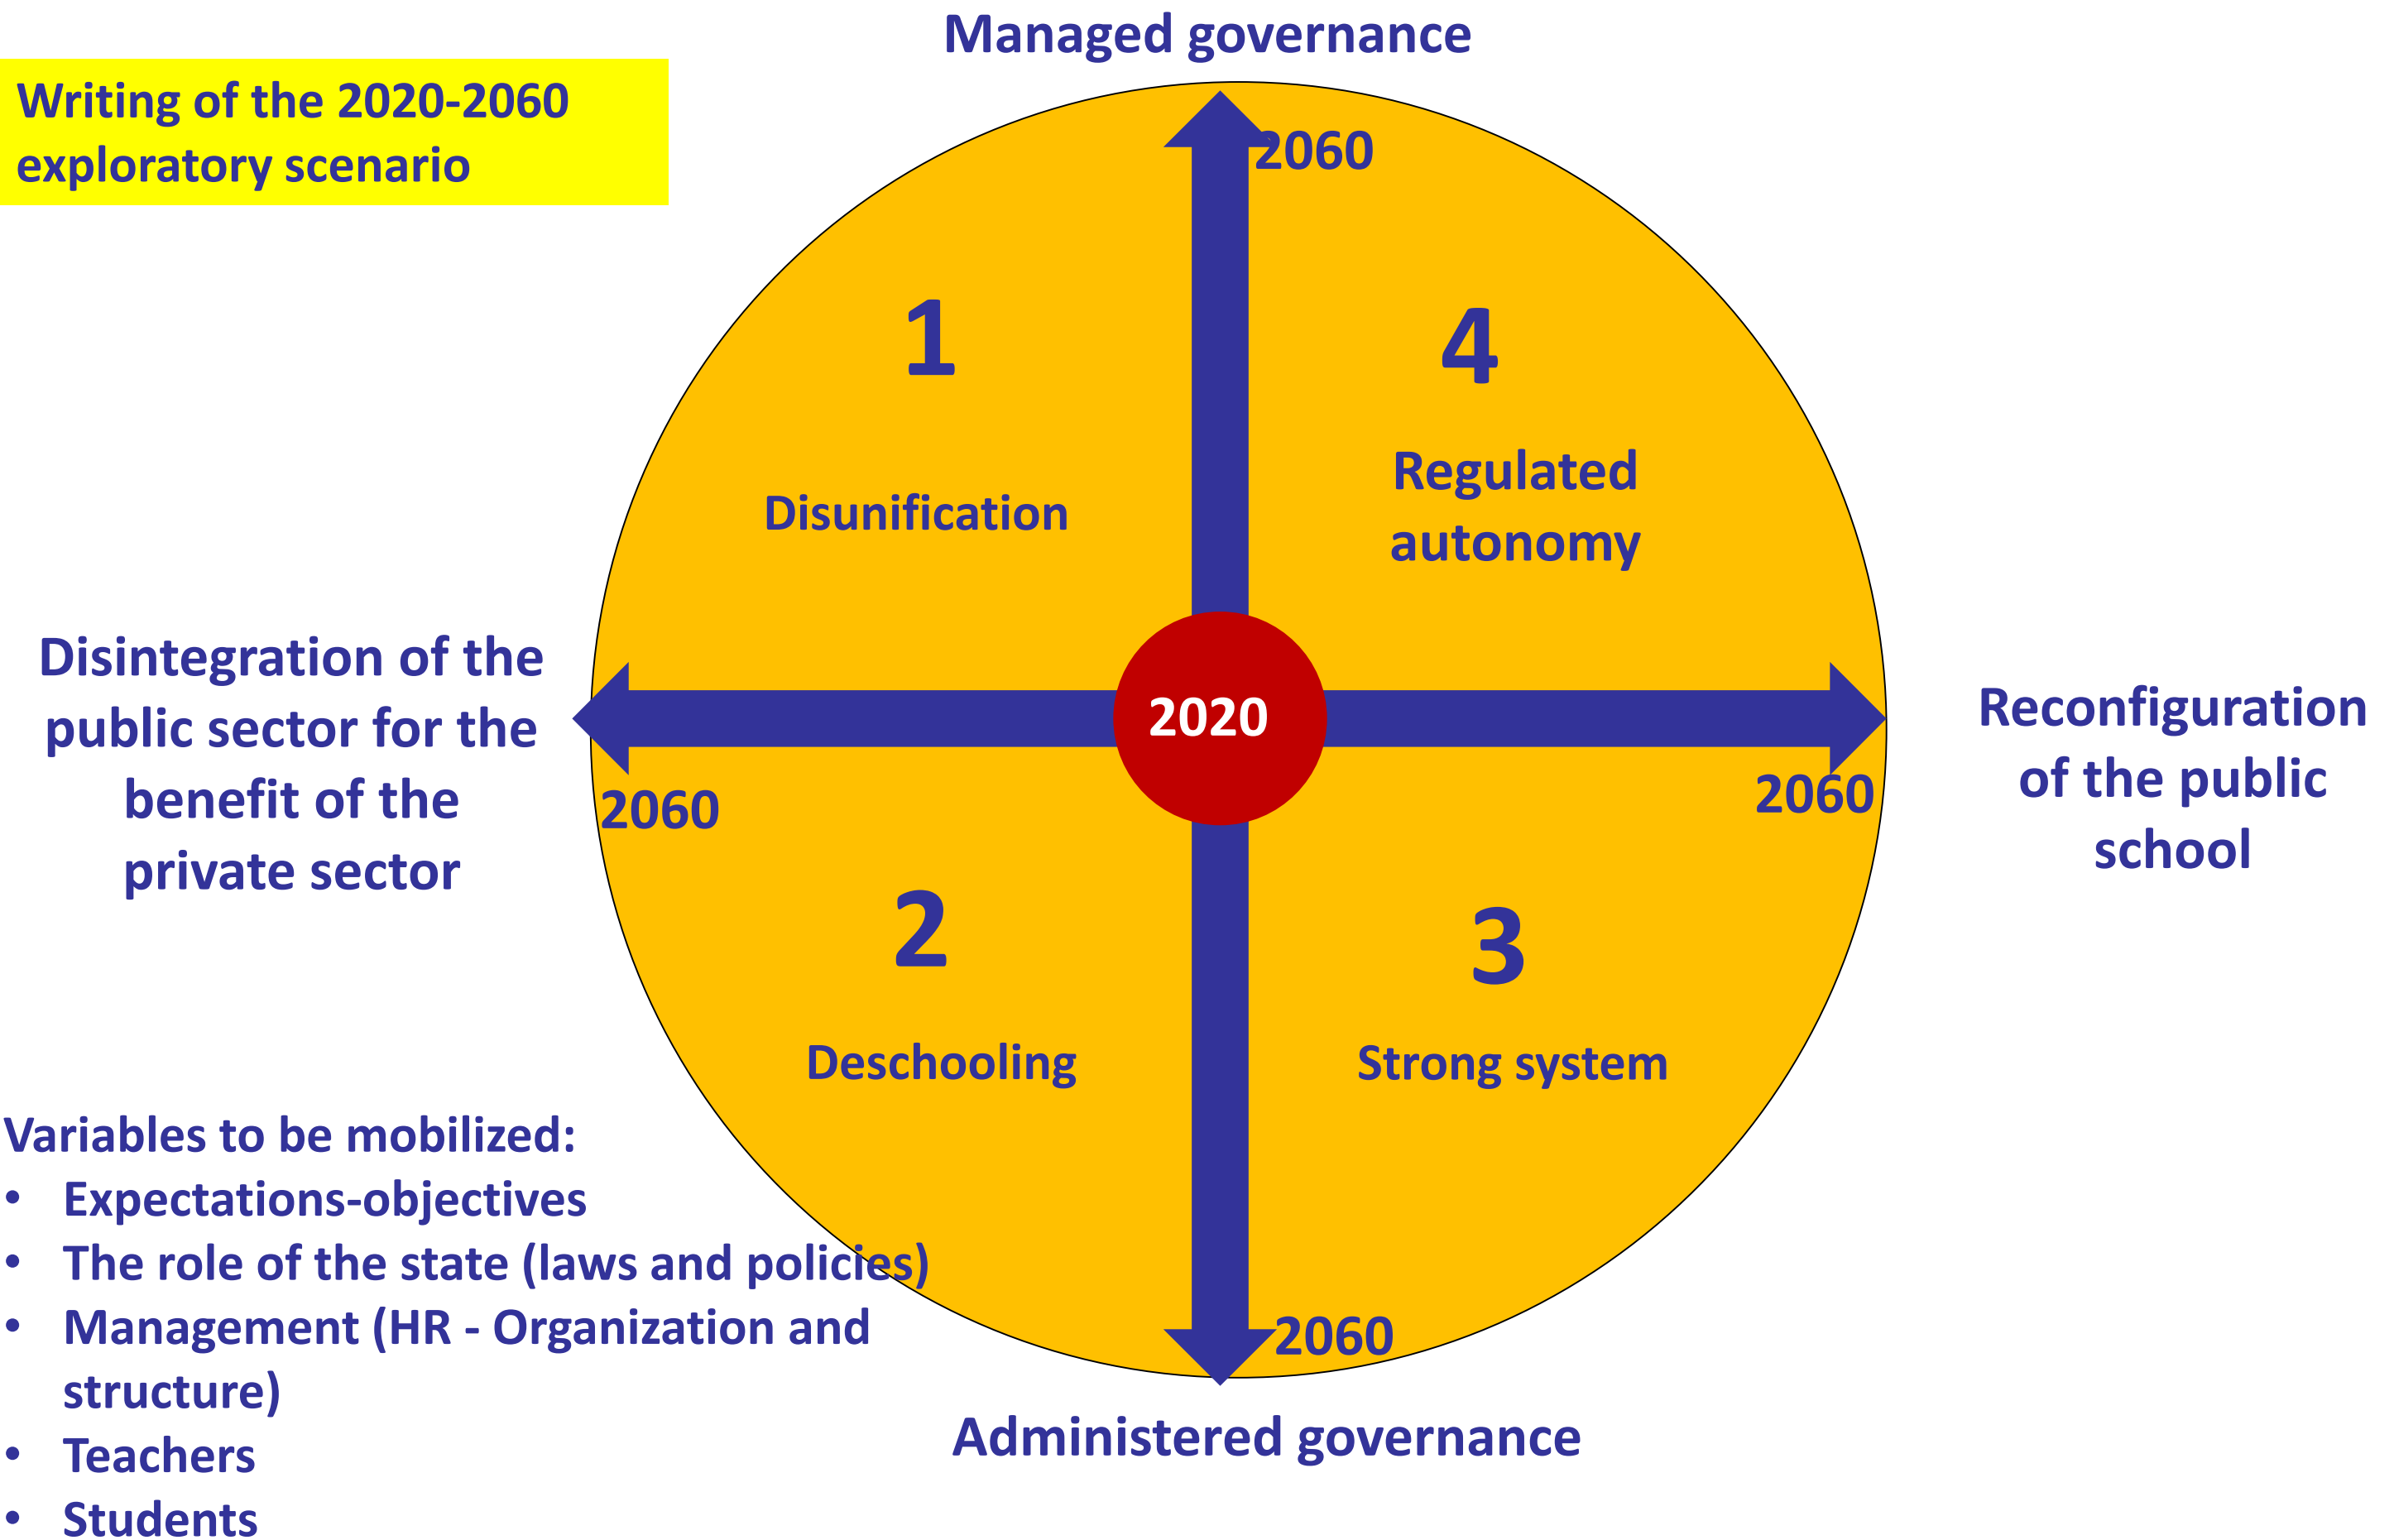 Managed governance
Writing of the 2020-2060
exploratory scenario
2060
1
4
Disunification
Regulated
autonomy
Disintegration of the
public sector for the
benefit of the
private sector
2020
Reconfiguration
of the public
school
2060
2060
2
3
Deschooling
Strong system
Variables to be mobilized:
• Expectations-objectives
• The role of the state (laws and policies)
• Management (HR - Organization and
structure)
• Teachers
• Students
2060
Administered governance